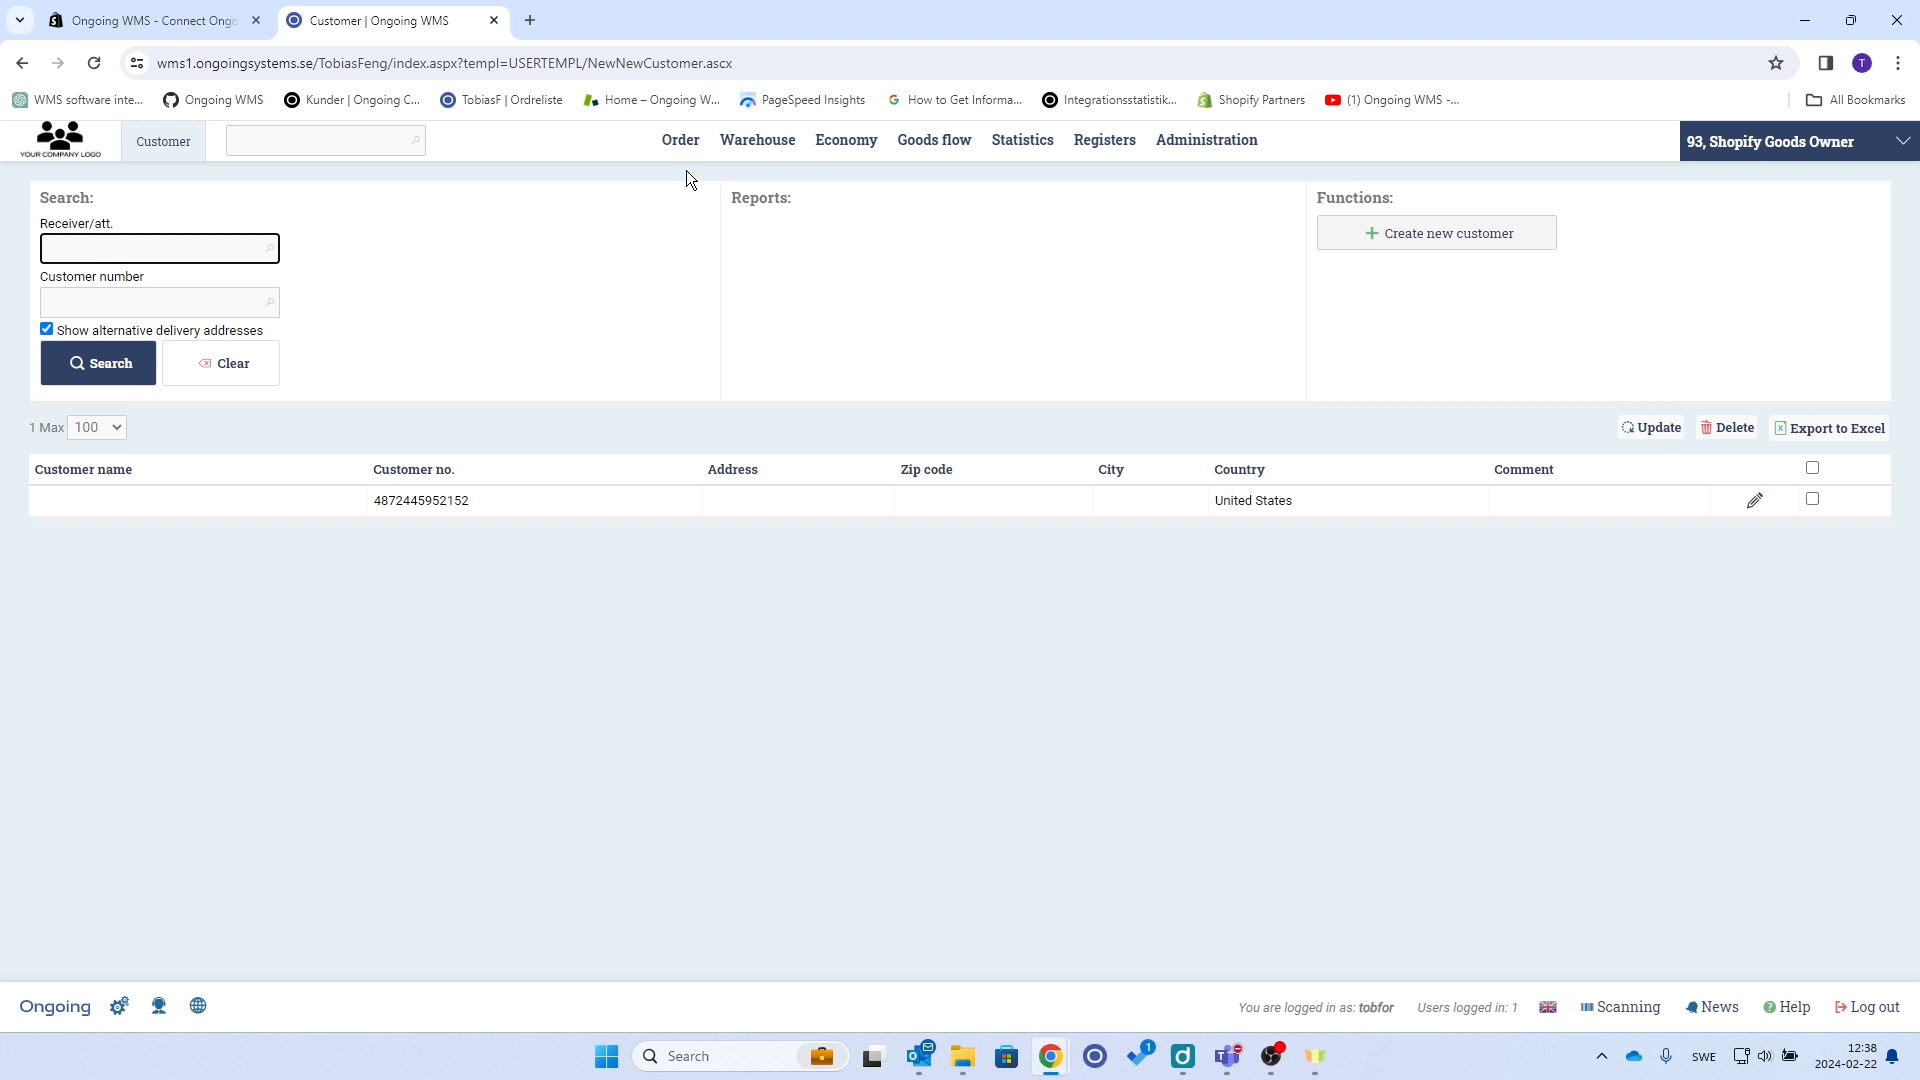 Ongoing WMS - Connect Ongo
Customer | Ongoing WMS
wms1.ongoingsystems.se/TobiasFeng/index.aspx?templ=USERTEMPL/NewNewCustomer.ascx
T
WMS software inte...
Ongoing WMS
Kunder | Ongoing C...
TobiasF | Ordreliste
Home – Ongoing W...
PageSpeed Insights
How to Get Informa...
Integrationsstatistik...
Shopify Partners
(1) Ongoing WMS -...
All Bookmarks
YOUR COMPANY LOGO
Customer
Order
Warehouse
Economy
Goods flow
Statistics
Registers
Administration
93, Shopify Goods Owner
Search:
Receiver/att.
Customer number
Show alternative delivery addresses
Search
Clear
Reports:
Functions:
Create new customer
1 Max 100
Update
Delete
Export to Excel
Customer name Customer no. Address Zip code City Country Comment
4872445952152 United States
Ongoing
You are logged in as: tobfor
Users logged in: 1
Scanning
News
Help
Log out
Search
1
SWE
12:38
2024-02-22